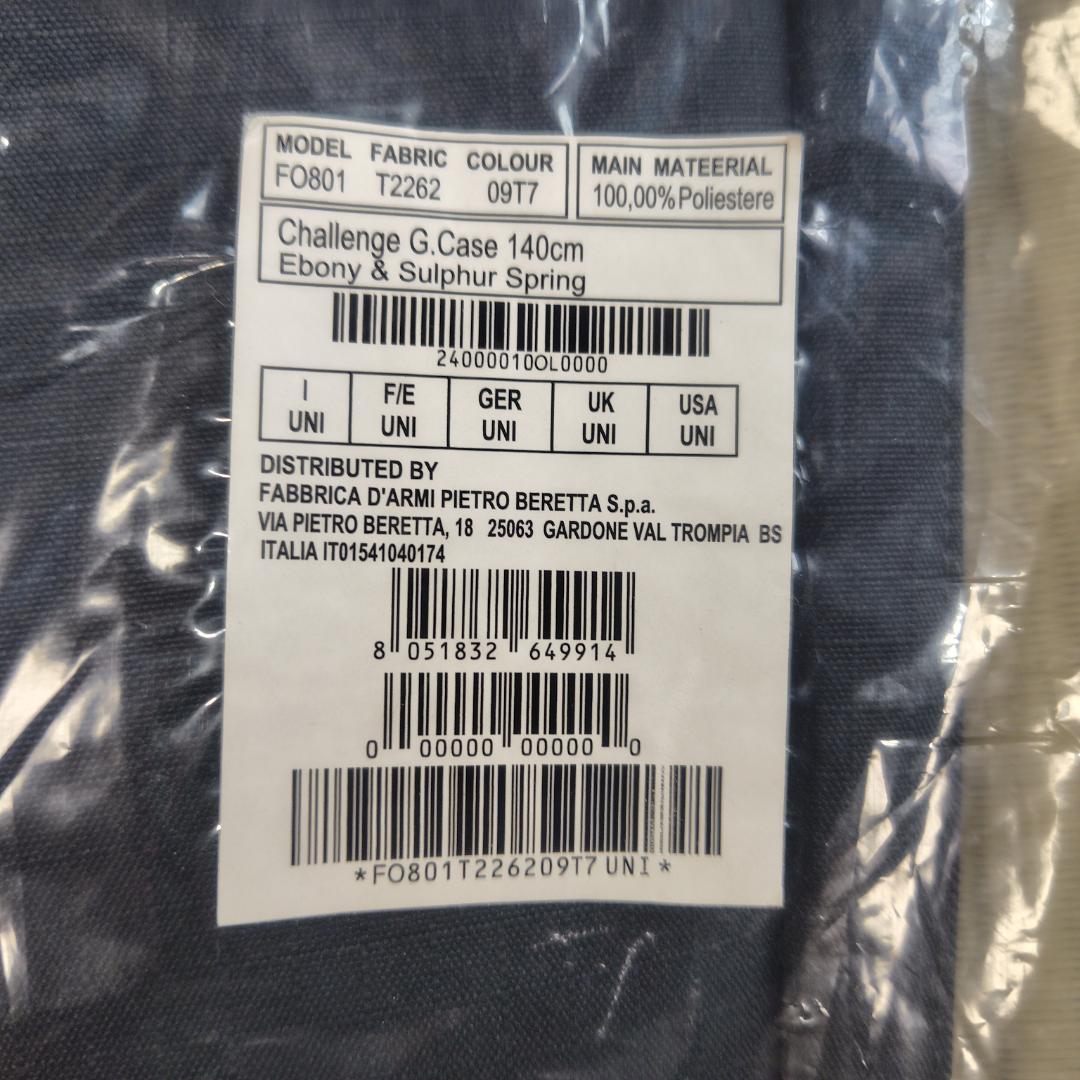 MODEL FABRIC COLOUR
FO801 T2262 09T7
MAIN MATEERIAL
100,00%Poliestere
Challenge G.Case 140cm
Ebony & Sulphur Spring
24000010OL0000
I F/E GER UK USA
UNI UNI UNI UNI UNI
DISTRIBUTED BY
FABBRICA D'ARMI PIETRO BERETTA S.p.a.
VIA PIETRO BERETTA, 18 25063 GARDONE VAL TROMPIA BS
ITALIA IT01541040174
8 051832 649914
0 00000 00000 0
*FO801T226209T7UNI*